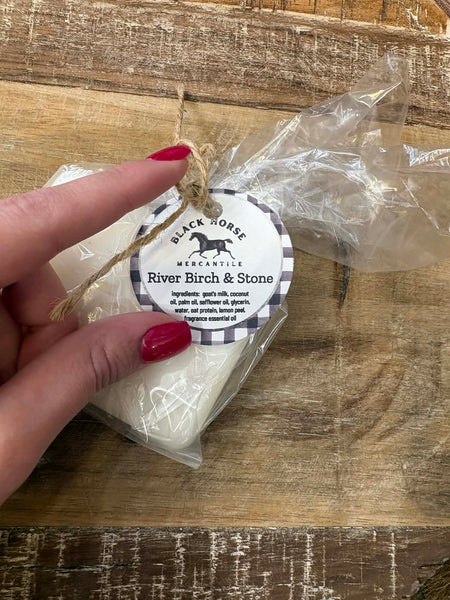 BLACK HORSE
MERCANTILE
River Birch & Stone
ingredients: goat's milk, coconut
oil, palm oil, safflower oil, glycerin,
water, oat protein, lemon peel,
fragrance essential oil